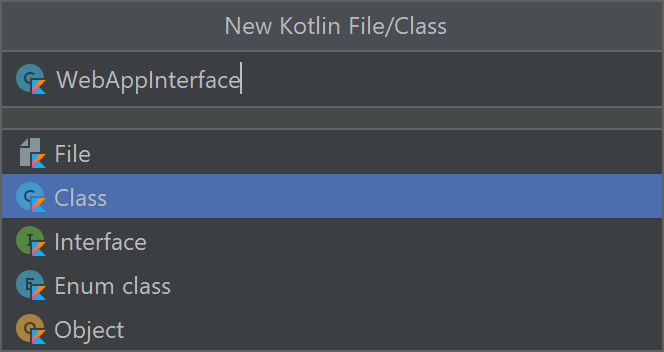 New Kotlin File/Class
WebAppInterface
File
Class
Interface
Enum class
Object